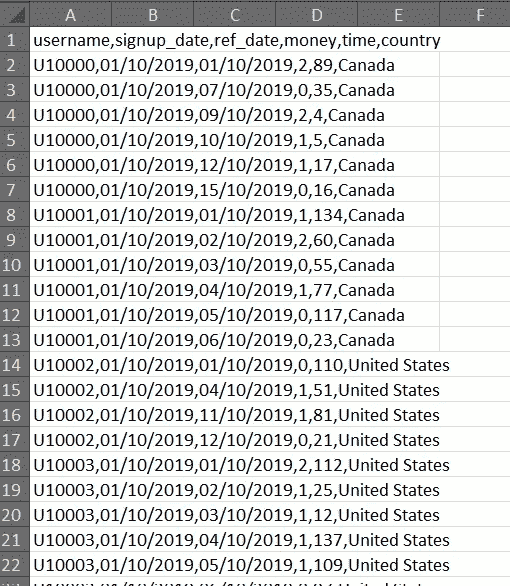 A B C D E F
1 username,signup_date,ref_date,money,time,country
2 U10000,01/10/2019,01/10/2019,2,89,Canada
3 U10000,01/10/2019,07/10/2019,0,35,Canada
4 U10000,01/10/2019,09/10/2019,2,4,Canada
5 U10000,01/10/2019,10/10/2019,1,5,Canada
6 U10000,01/10/2019,12/10/2019,1,17,Canada
7 U10000,01/10/2019,15/10/2019,0,16,Canada
8 U10001,01/10/2019,01/10/2019,1,134,Canada
9 U10001,01/10/2019,02/10/2019,2,60,Canada
10 U10001,01/10/2019,03/10/2019,0,55,Canada
11 U10001,01/10/2019,04/10/2019,1,77,Canada
12 U10001,01/10/2019,05/10/2019,0,117,Canada
13 U10001,01/10/2019,06/10/2019,0,23,Canada
14 U10002,01/10/2019,01/10/2019,0,110,United States
15 U10002,01/10/2019,04/10/2019,1,51,United States
16 U10002,01/10/2019,11/10/2019,1,81,United States
17 U10002,01/10/2019,12/10/2019,0,21,United States
18 U10003,01/10/2019,01/10/2019,2,112,United States
19 U10003,01/10/2019,02/10/2019,1,25,United States
20 U10003,01/10/2019,03/10/2019,1,12,United States
21 U10003,01/10/2019,04/10/2019,1,137,United States
22 U10003,01/10/2019,05/10/2019,1,109,United States